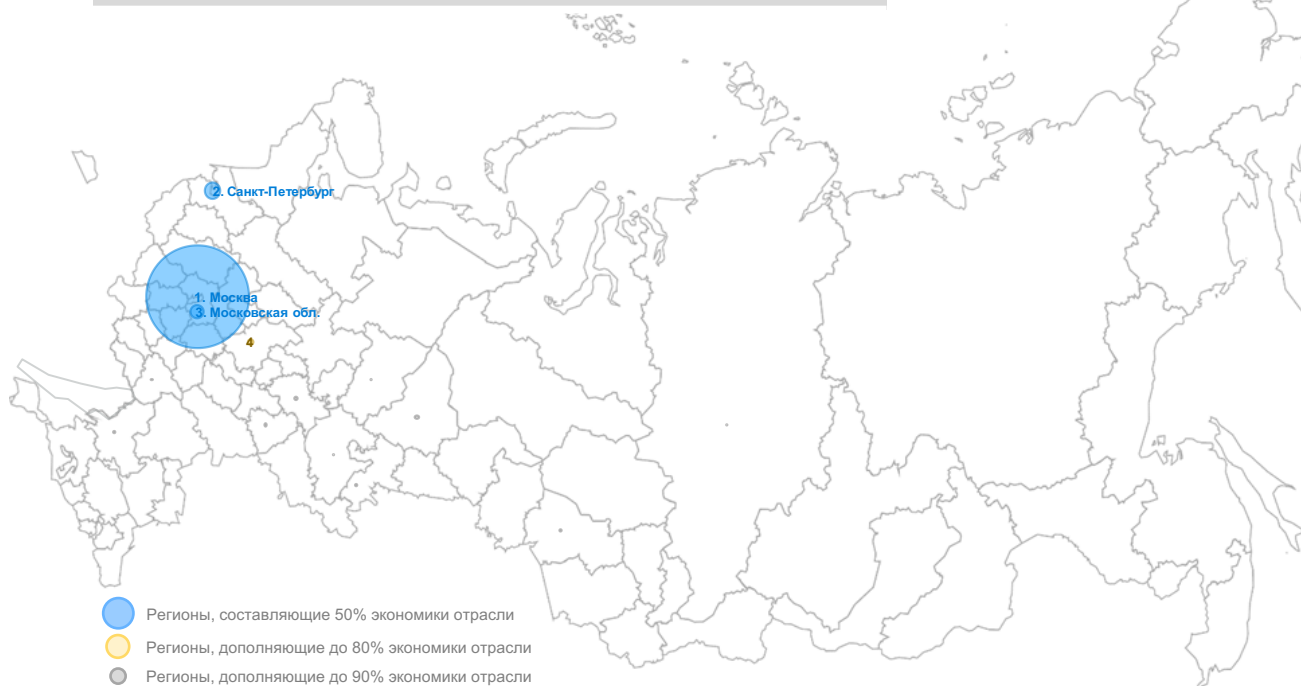 2. Санкт-Петербург
1. Москва
3. Московская обл.
4
Регионы, составляющие 50% экономики отрасли
Регионы, дополняющие до 80% экономики отрасли
Регионы, дополняющие до 90% экономики отрасли